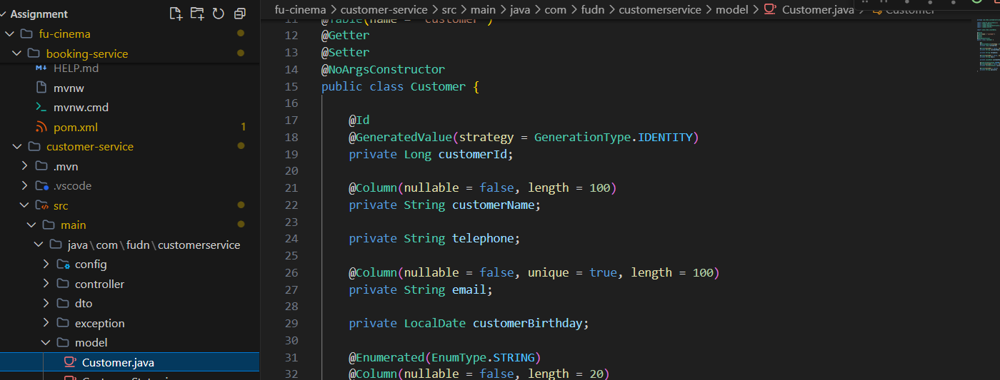 Assignment
fu-cinema
booking-service
HELP.md
mvnw
mvnw.cmd
pom.xml 1
customer-service
.mvn
.vscode
src
main
java\com\fudn\customerservice
config
controller
dto
exception
model
Customer.java
fu-cinema > customer-service > src > main > java > com > fudn > customerservice > model > Customer.java > Customer
11 @Table(name = "customer")
12 @Getter
13 @Setter
14 @NoArgsConstructor
15 public class Customer {
16
17 @Id
18 @GeneratedValue(strategy = GenerationType.IDENTITY)
19 private Long customerId;
20
21 @Column(nullable = false, length = 100)
22 private String customerName;
23
24 private String telephone;
25
26 @Column(nullable = false, unique = true, length = 100)
27 private String email;
28
29 private LocalDate customerBirthday;
30
31 @Enumerated(EnumType.STRING)
32 @Column(nullable = false, length = 20)